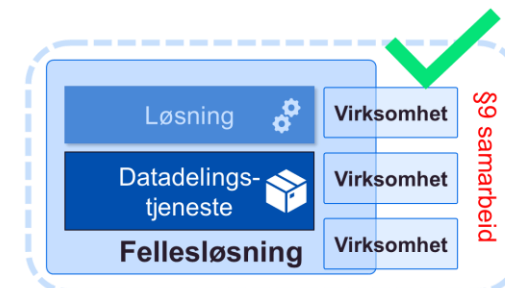 Løsning
Virksomhet
Datadelings-
tjeneste
Virksomhet
Fellesløsning
Virksomhet
§9 samarbeid